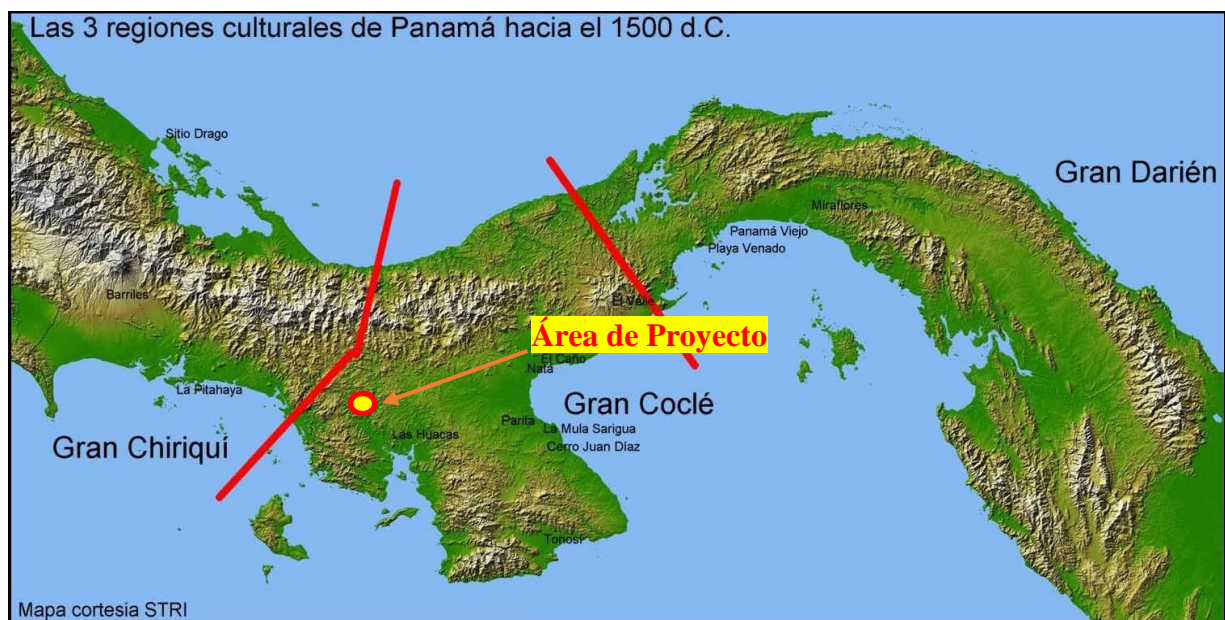 Las 3 regiones culturales de Panamá hacia el 1500 d.C.
Sitio Drago
Gran Darién
Miraflores
Panamá Viejo
Playa Venado
Barriles
El Valle
Área de Proyecto
El Caño
Natá
La Pitahaya
Gran Coclé
Parita
La Mula Sarigua
Las Huacas
Cerro Juan Díaz
Gran Chiriquí
Tonosí
Mapa cortesia STRI